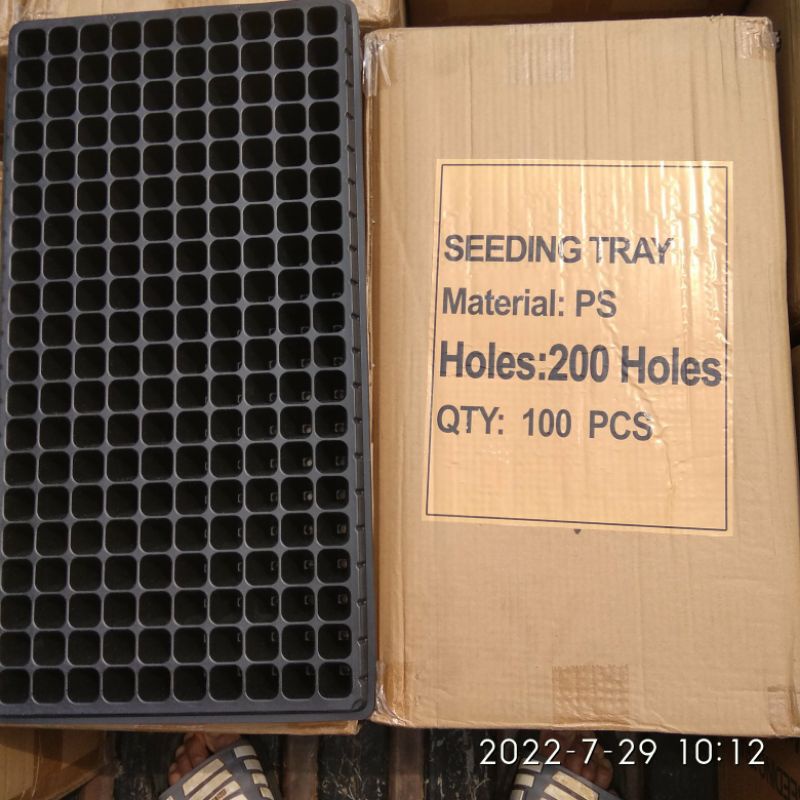 SEEDING TRAY
Material: PS
Holes:200 Holes
QTY: 100 PCS
2022-7-29 10:12